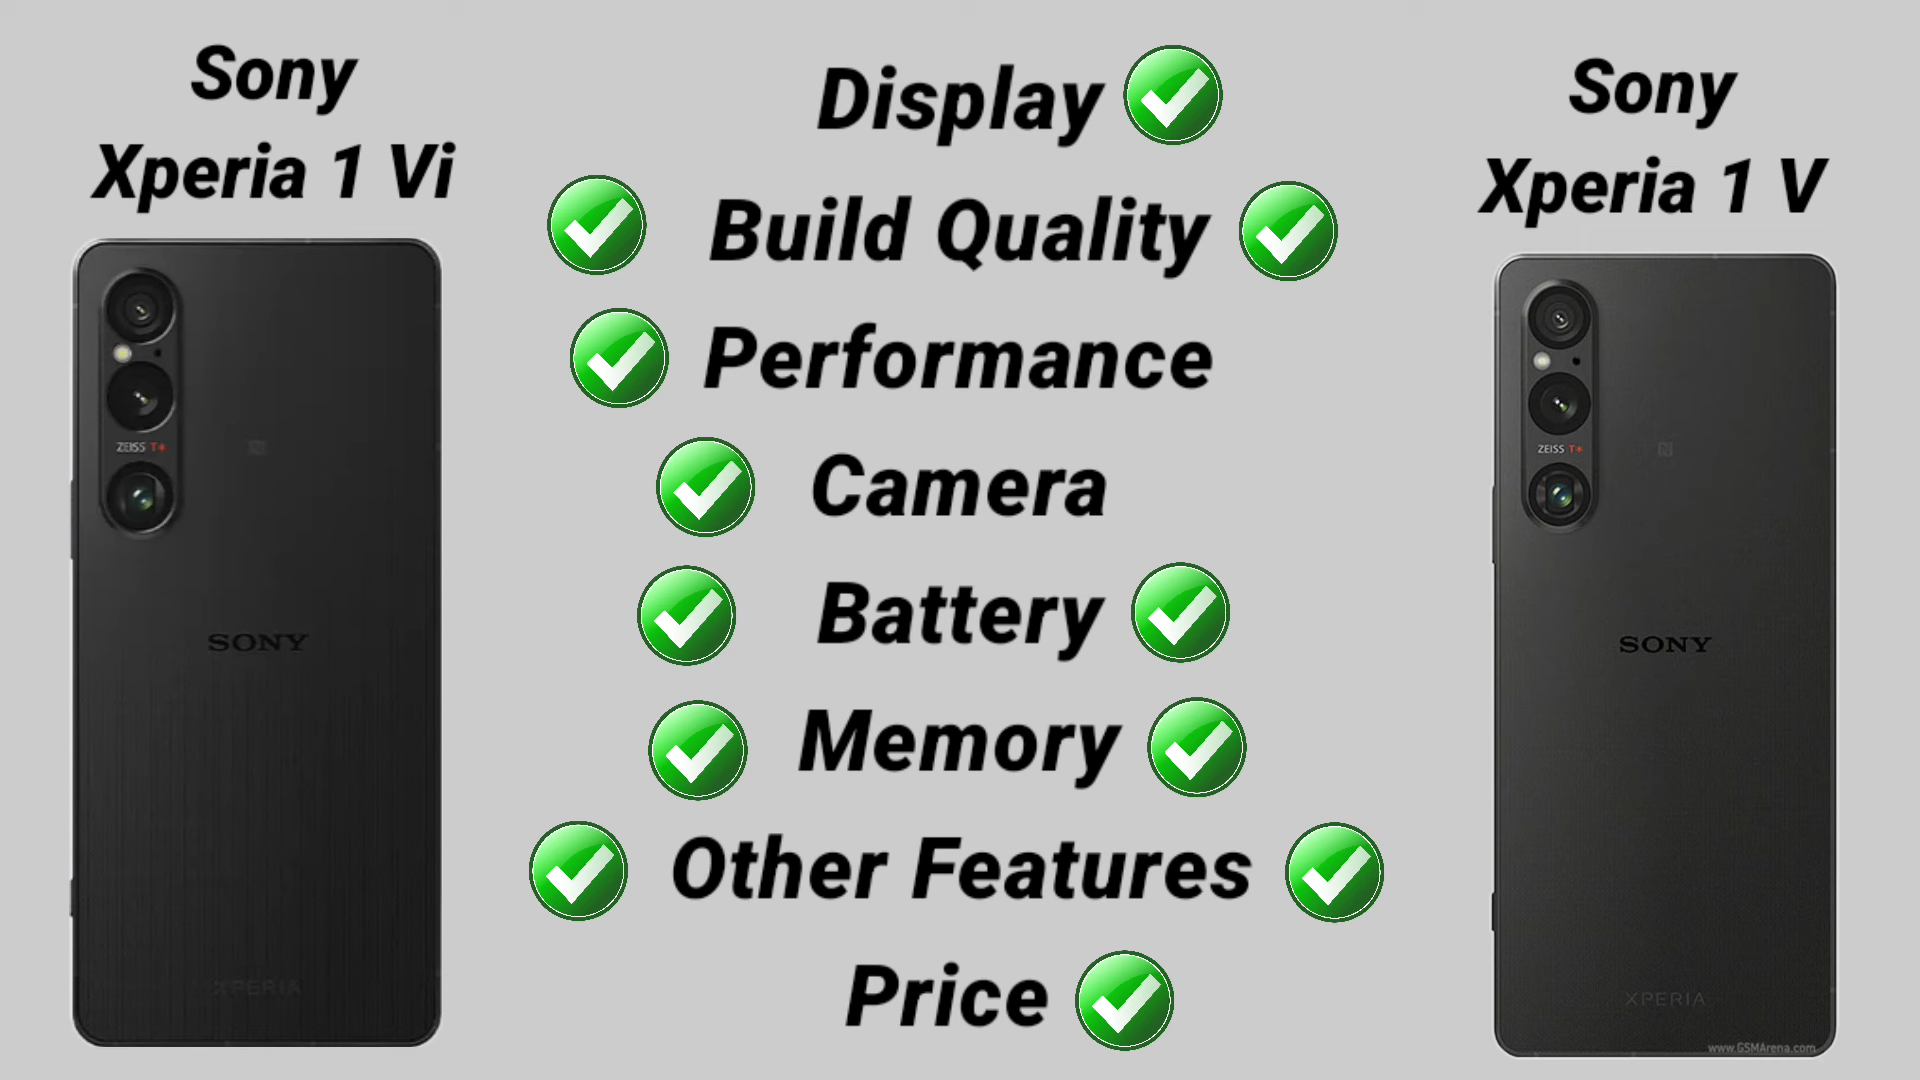 Sony
Xperia 1 Vi
Display
Build Quality
Performance
Camera
Battery
Memory
Other Features
Price
Sony
Xperia 1 V
ZEISS T*
SONY
XPERIA
ZEISS T*
SONY
XPERIA
www.GSMArena.com